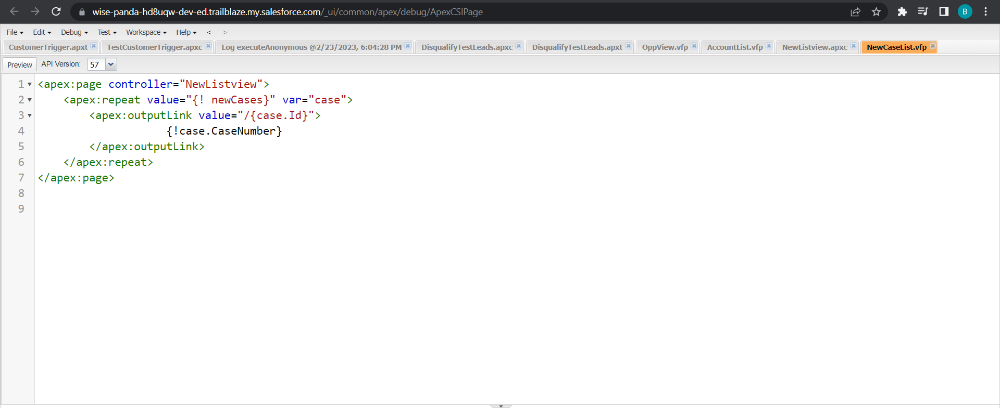 wise-panda-hd8uqw-dev-ed.trailblaze.my.salesforce.com/_ui/common/apex/debug/ApexCSIPage
B
File Edit Debug Test Workspace Help < >
CustomerTrigger.apxt TestCustomerTrigger.apxc Log executeAnonymous @2/23/2023, 6:04:28 PM DisqualifyTestLeads.apxc DisqualifyTestLeads.apxt OppView.vfp AccountList.vfp NewListview.apxc NewCaseList.vfp
Preview API Version: 57
1 <apex:page controller="NewListview">
2 <apex:repeat value="{! newCases}" var="case">
3 <apex:outputLink value="/{case.Id}">
4 {!case.CaseNumber}
5 </apex:outputLink>
6 </apex:repeat>
7 </apex:page>
8
9